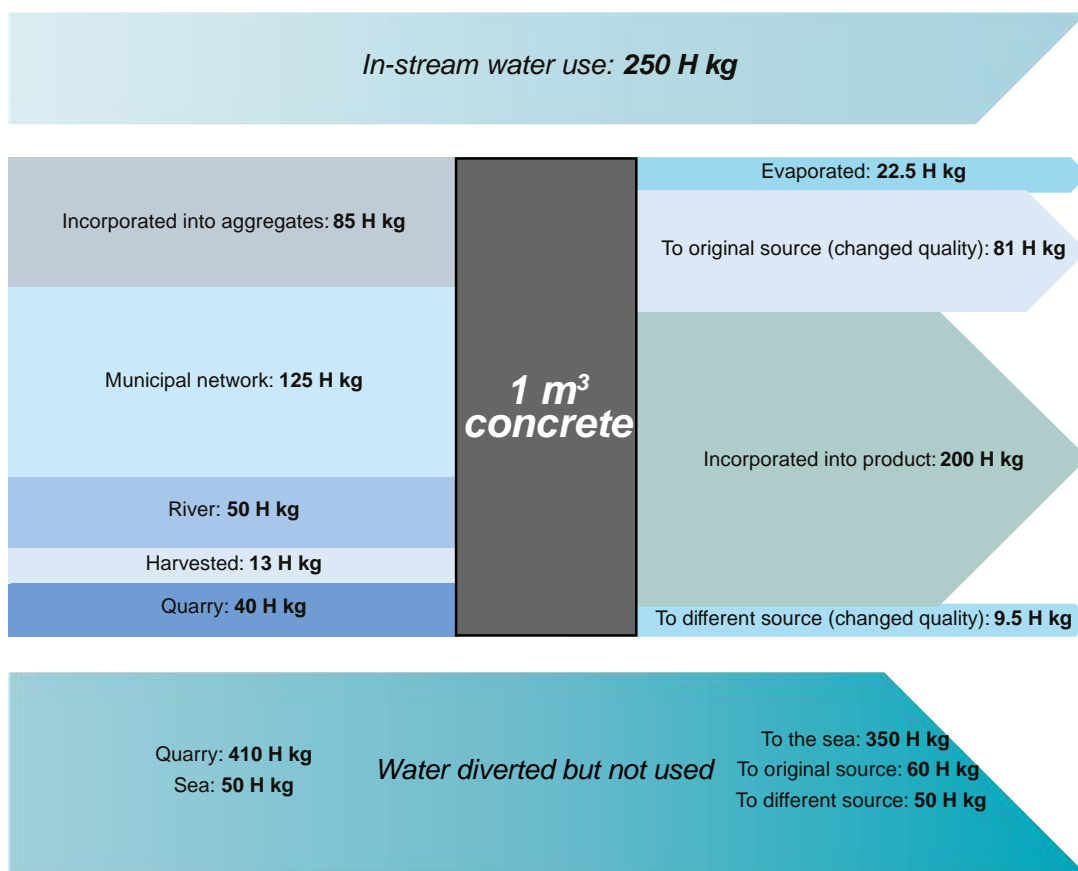 In-stream water use: 250 H kg
Incorporated into aggregates: 85 H kg
Municipal network: 125 H kg
River: 50 H kg
Harvested: 13 H kg
Quarry: 40 H kg
1 m³
concrete
Evaporated: 22.5 H kg
To original source (changed quality): 81 H kg
Incorporated into product: 200 H kg
To different source (changed quality): 9.5 H kg
Quarry: 410 H kg
Sea: 50 H kg
Water diverted but not used
To the sea: 350 H kg
To original source: 60 H kg
To different source: 50 H kg